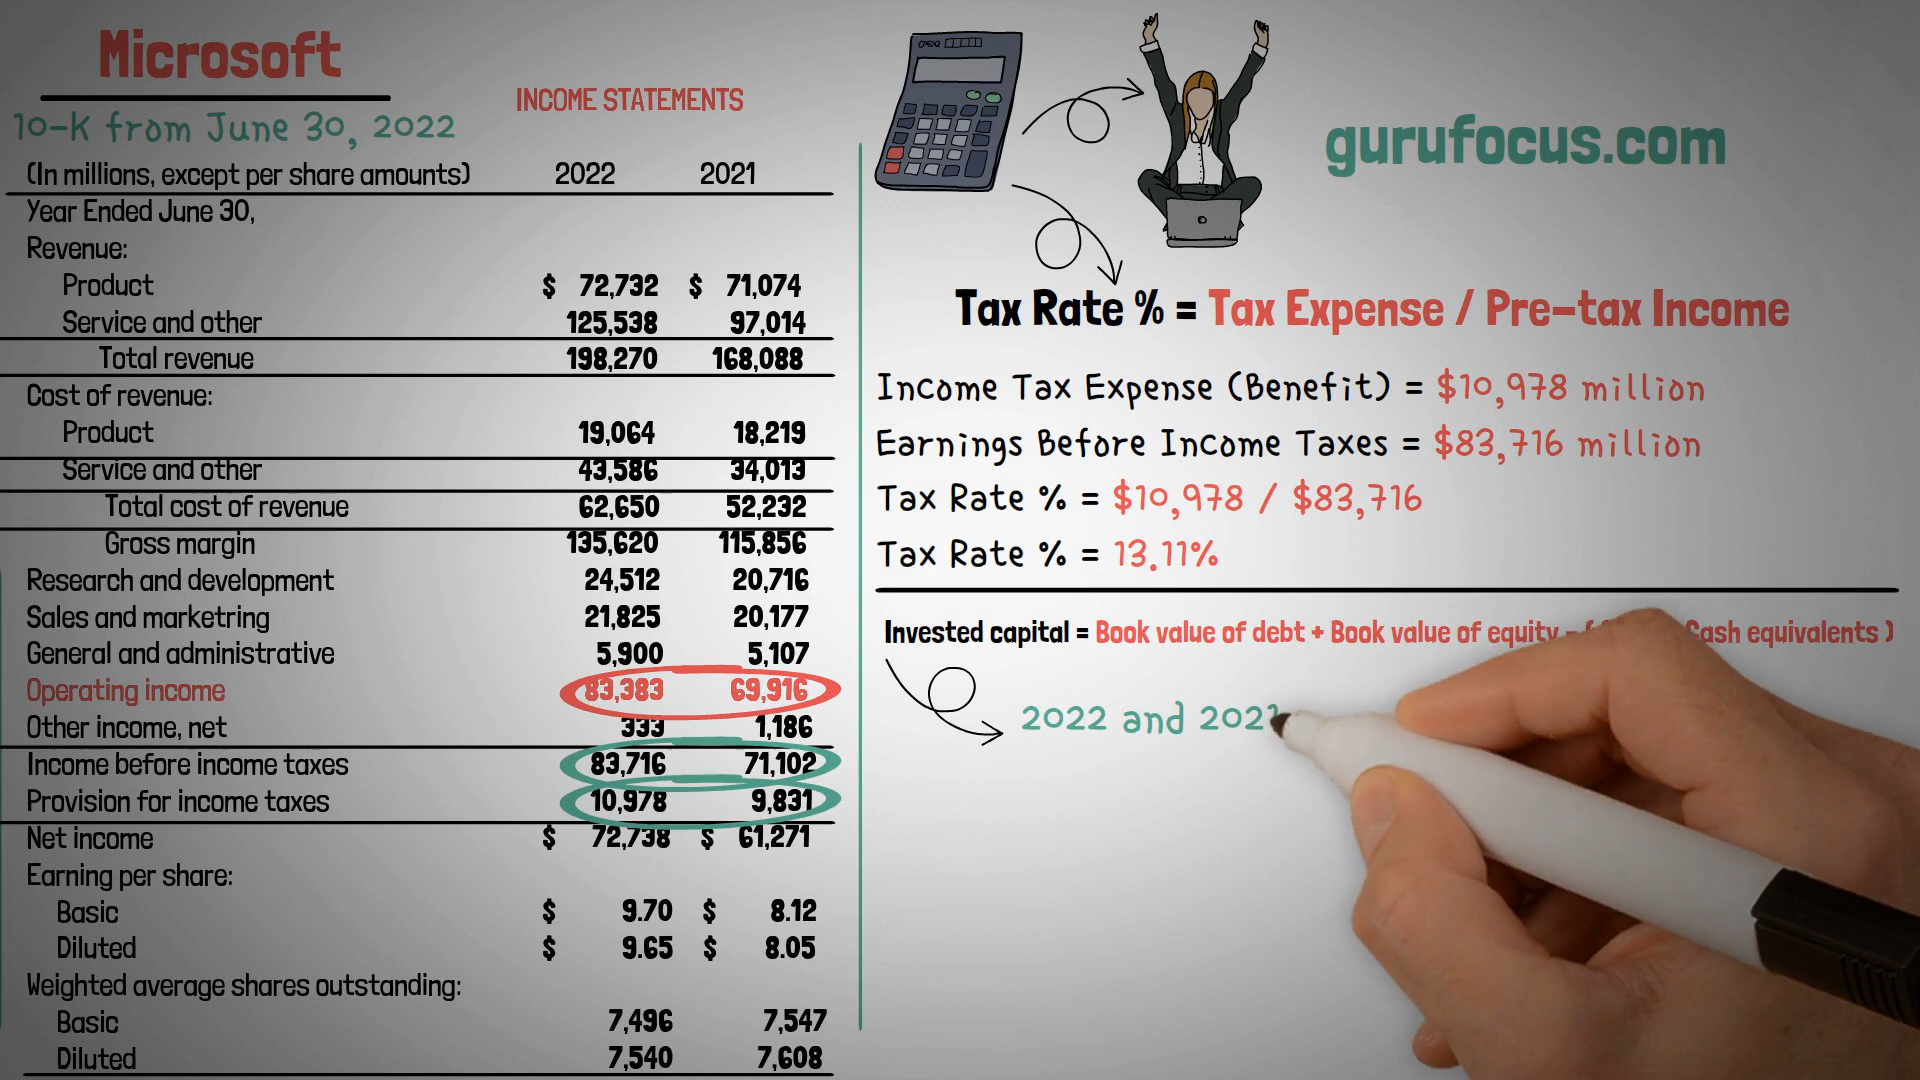 Microsoft
10-K from June 30, 2022
INCOME STATEMENTS
(In millions, except per share amounts) 2022 2021
Year Ended June 30,
Revenue:
Product $ 72,732 $ 71,074
Service and other 125,538 97,014
Total revenue 198,270 168,088
Cost of revenue:
Product 19,064 18,219
Service and other 43,586 34,013
Total cost of revenue 62,650 52,232
Gross margin 135,620 115,856
Research and development 24,512 20,716
Sales and marketring 21,825 20,177
General and administrative 5,900 5,107
Operating income 83,383 69,916
Other income, net 333 1,186
Income before income taxes 83,716 71,102
Provision for income taxes 10,978 9,831
Net income $ 72,738 $ 61,271
Earning per share:
Basic $ 9.70 $ 8.12
Diluted $ 9.65 $ 8.05
Weighted average shares outstanding:
Basic 7,496 7,547
Diluted 7,540 7,608
gurufocus.com
Tax Rate % = Tax Expense / Pre-tax Income
Income Tax Expense (Benefit) = $10,978 million
Earnings Before Income Taxes = $83,716 million
Tax Rate % = $10,978 / $83,716
Tax Rate % = 13.11%
Invested capital = Book value of debt + Book value of equity - ( Cash equivalents )
2022 and 202